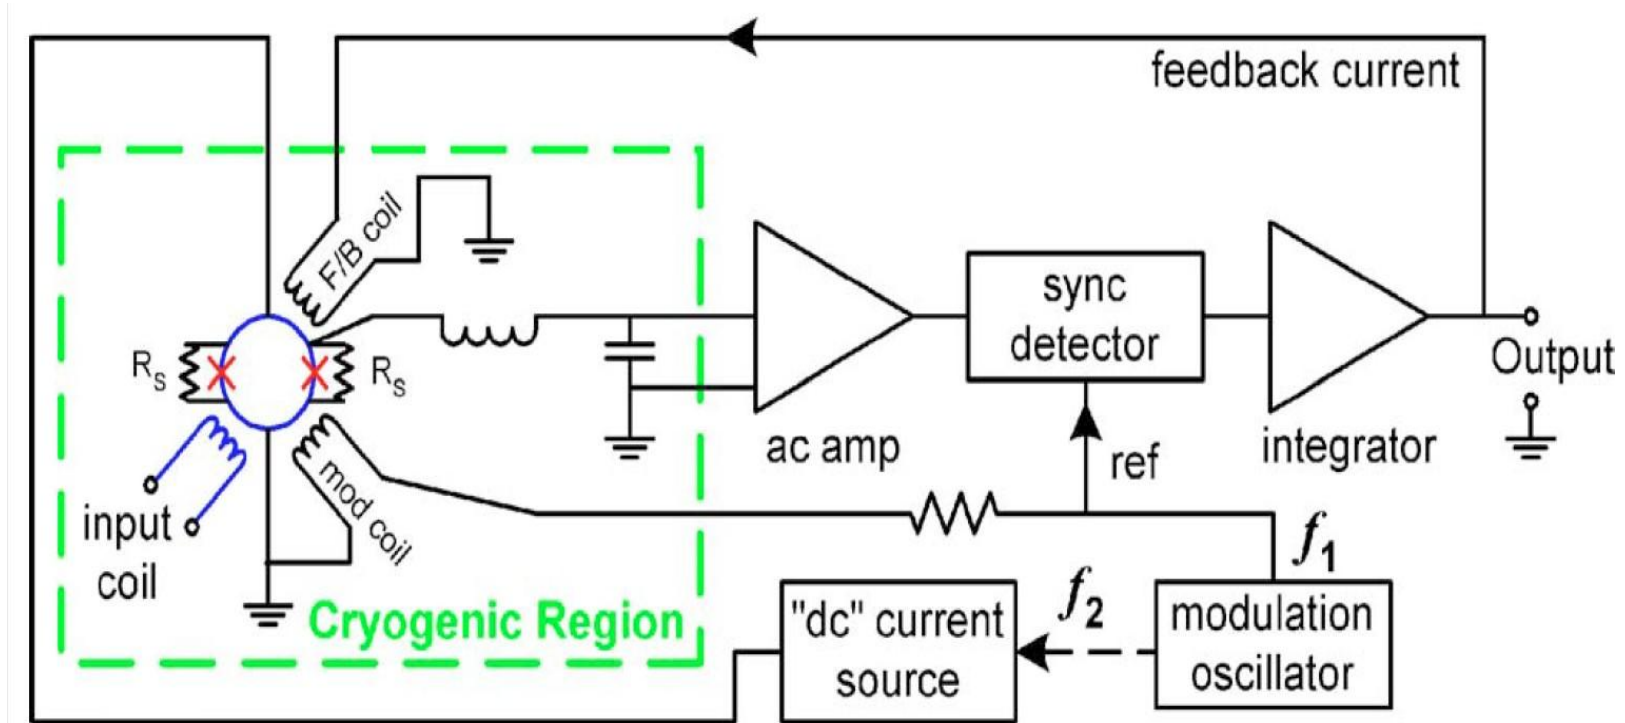 feedback current
F/B coil
sync
detector
R_S
R_S
Output
ac amp
integrator
ref
mod coil
input
coil
f_1
f_2
Cryogenic Region
"dc" current
source
modulation
oscillator